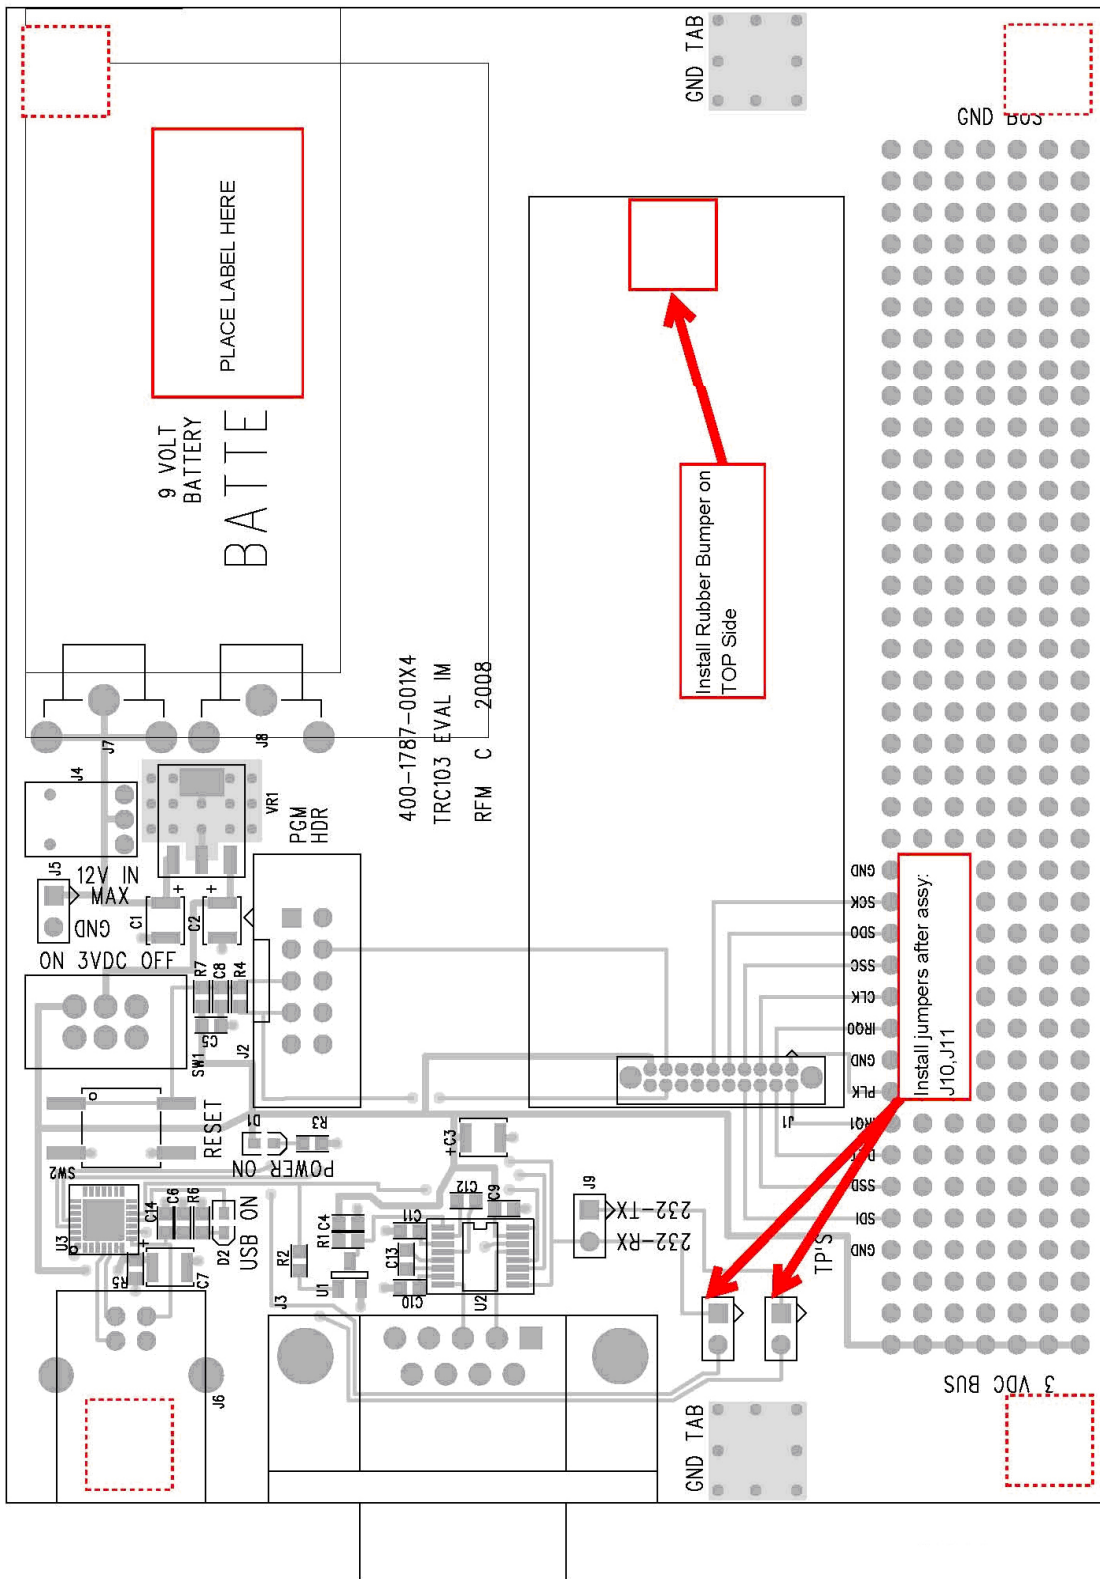 GND TAB
GND BUS
PLACE LABEL HERE
9 VOLT
BATTERY
BATTE
Install Rubber Bumper on
TOP Side
400-1787-001X4
TRC103 EVAL IM
RFM C 2008
J7
J8
J4
VR1
PGM
HDR
J5
12V IN
MAX
GND
C1
+
C2
+
ON 3VDC OFF
R7
C8
R4
C5
SW1
J2
GND
SCK
SDO
SSC
CLK
IRQ0
GND
PLK
IRQ1
SSD
SDI
GND
Install jumpers after assy:
J10,J11
J1
RESET
SW2
D1
R3
POWER ON
+C3
C12
C9
J9
232-TX
232-RX
TP'S
U3
C14
C6
R6
+
R5
C7
D2
USB ON
R2
R1
C4
C11
C13
C10
U1
U2
J3
J6
GND TAB
3 VDC BUS